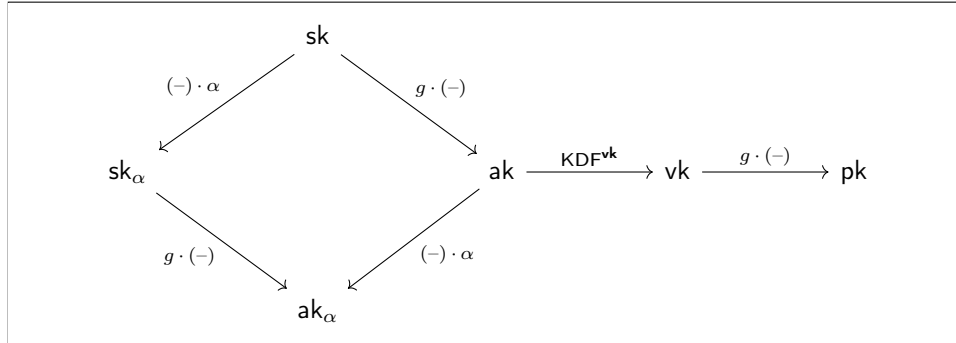 sk
(–) · α
g · (–)
sk_α
ak
KDF^vk
vk
g · (–)
pk
g · (–)
(–) · α
ak_α